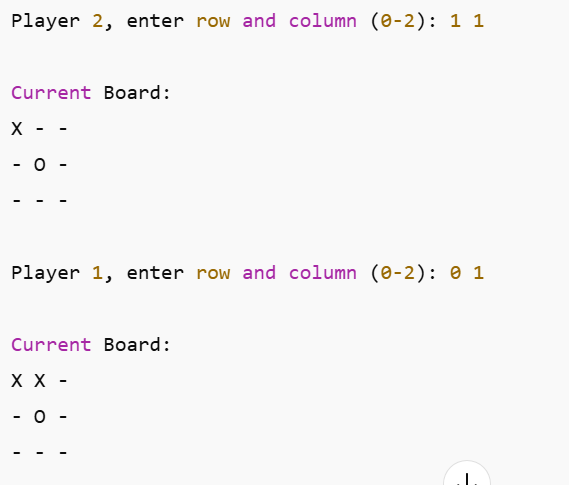 Player 2, enter row and column (0-2): 1 1
Current Board:
X - -
- O -
- - -
Player 1, enter row and column (0-2): 0 1
Current Board:
X X -
- O -
- - -